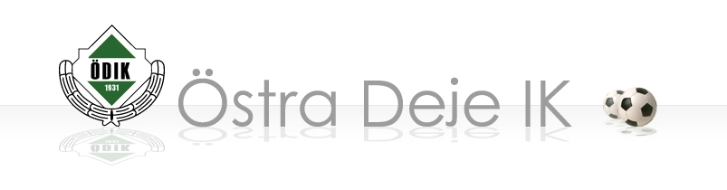 ÖDIK
1931
Östra Deje IK